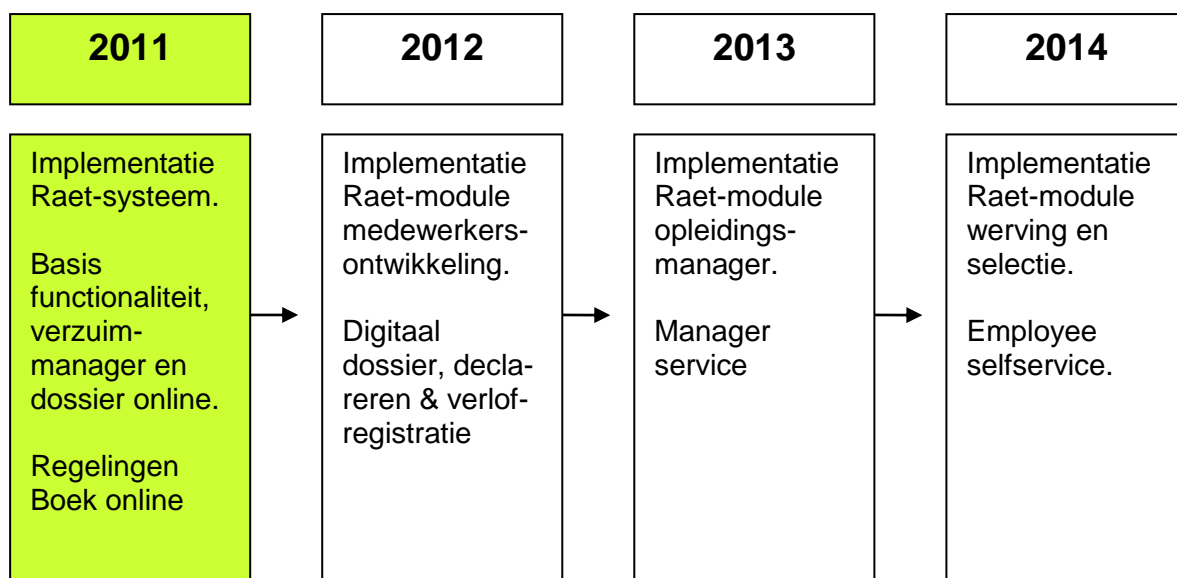 2011
2012
2013
2014
Implementatie
Raet-systeem.
Basis
functionaliteit,
verzuim-
manager en
dossier online.
Regelingen
Boek online
Implementatie
Raet-module
medewerkers-
ontwikkeling.
Digitaal
dossier, decla-
reren & verlof-
registratie
Implementatie
Raet-module
opleidings-
manager.
Manager
service
Implementatie
Raet-module
werving en
selectie.
Employee
selfservice.